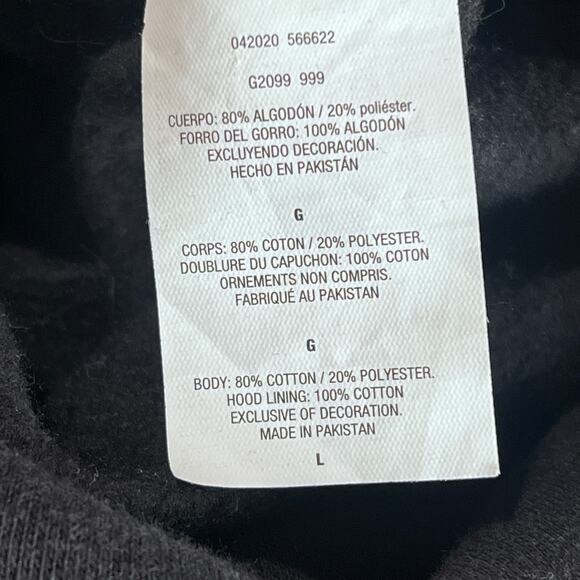 042020 566622
G2099 999
CUERPO: 80% ALGODÓN / 20% poliéster.
FORRO DEL GORRO: 100% ALGODÓN
EXCLUYENDO DECORACIÓN.
HECHO EN PAKISTÁN
G
CORPS: 80% COTON / 20% POLYESTER.
DOUBLURE DU CAPUCHON: 100% COTON
ORNEMENTS NON COMPRIS.
FABRIQUÉ AU PAKISTAN
G
BODY: 80% COTTON / 20% POLYESTER.
HOOD LINING: 100% COTTON
EXCLUSIVE OF DECORATION.
MADE IN PAKISTAN
L